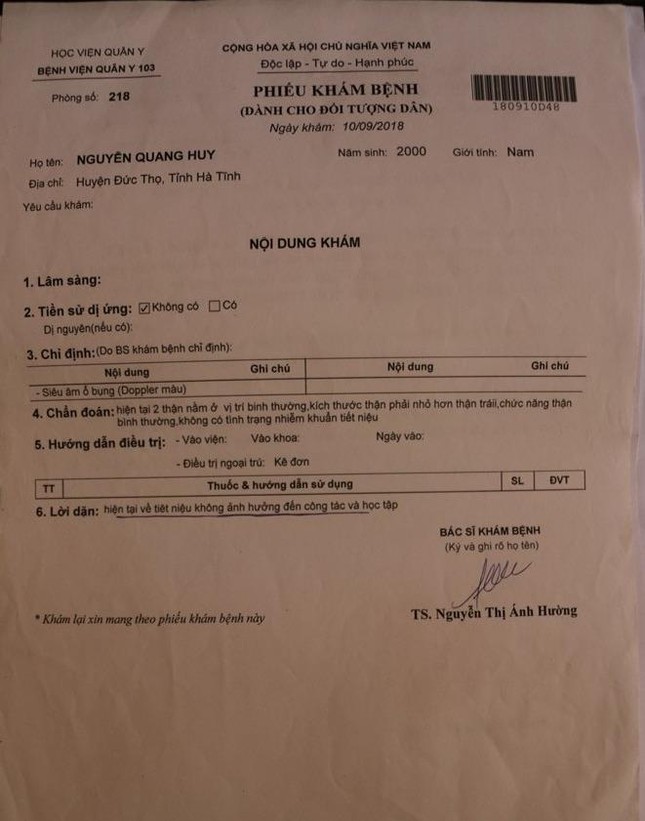 HỌC VIỆN QUÂN Y
BỆNH VIỆN QUÂN Y 103
Phòng số: 218
CỘNG HÒA XÃ HỘI CHỦ NGHĨA VIỆT NAM
Độc lập - Tự do - Hạnh phúc
PHIẾU KHÁM BỆNH
(DÀNH CHO ĐỐI TƯỢNG DÂN)
Ngày khám: 10/09/2018
180910D48
Họ tên: NGUYỄN QUANG HUY Năm sinh: 2000 Giới tính: Nam
Địa chỉ: Huyện Đức Thọ, Tỉnh Hà Tĩnh
Yêu cầu khám:
NỘI DUNG KHÁM
1. Lâm sàng:
2. Tiền sử dị ứng: ☑Không có ☐Có
Dị nguyên(nếu có):
3. Chỉ định:(Do BS khám bệnh chỉ định):
Nội dung Ghi chú Nội dung Ghi chú
- Siêu âm ổ bụng (Doppler màu)
4. Chẩn đoán: hiện tại 2 thận nằm ở vị trí bình thường,kích thước thận phải nhỏ hơn thận tráii,chức năng thận
bình thường,không có tình trạng nhiễm khuẩn tiết niệu
5. Hướng dẫn điều trị: - Vào viện: Vào khoa: Ngày vào:
- Điều trị ngoại trú: Kê đơn
TT Thuốc & hướng dẫn sử dụng SL ĐVT
6. Lời dặn: hiện tại về tiêt niệu không ảnh hưởng đến công tác và học tập
BÁC SĨ KHÁM BỆNH
(Ký và ghi rõ họ tên)
TS. Nguyễn Thị Ánh Hường
* Khám lại xin mang theo phiếu khám bệnh này